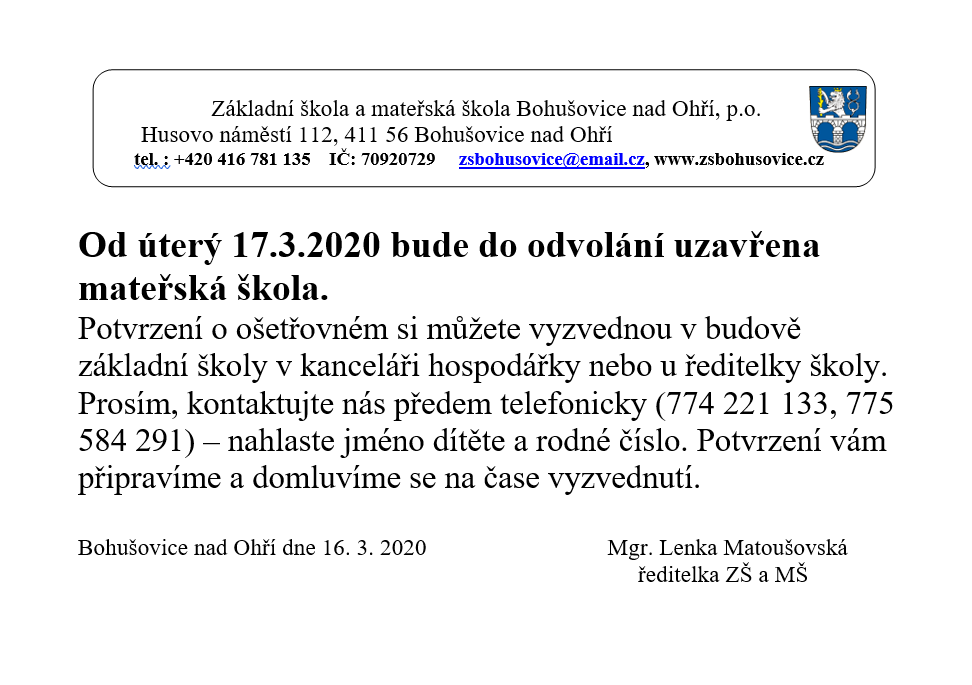 Základní škola a mateřská škola Bohušovice nad Ohří, p.o.
Husovo náměstí 112, 411 56 Bohušovice nad Ohří
tel. : +420 416 781 135 IČ: 70920729 zsbohusovice@email.cz, www.zsbohusovice.cz
Od úterý 17.3.2020 bude do odvolání uzavřena
mateřská škola.
Potvrzení o ošetřovném si můžete vyzvednou v budově
základní školy v kanceláři hospodářky nebo u ředitelky školy.
Prosím, kontaktujte nás předem telefonicky (774 221 133, 775
584 291) – nahlaste jméno dítěte a rodné číslo. Potvrzení vám
připravíme a domluvíme se na čase vyzvednutí.
Bohušovice nad Ohří dne 16. 3. 2020 Mgr. Lenka Matoušovská
ředitelka ZŠ a MŠ